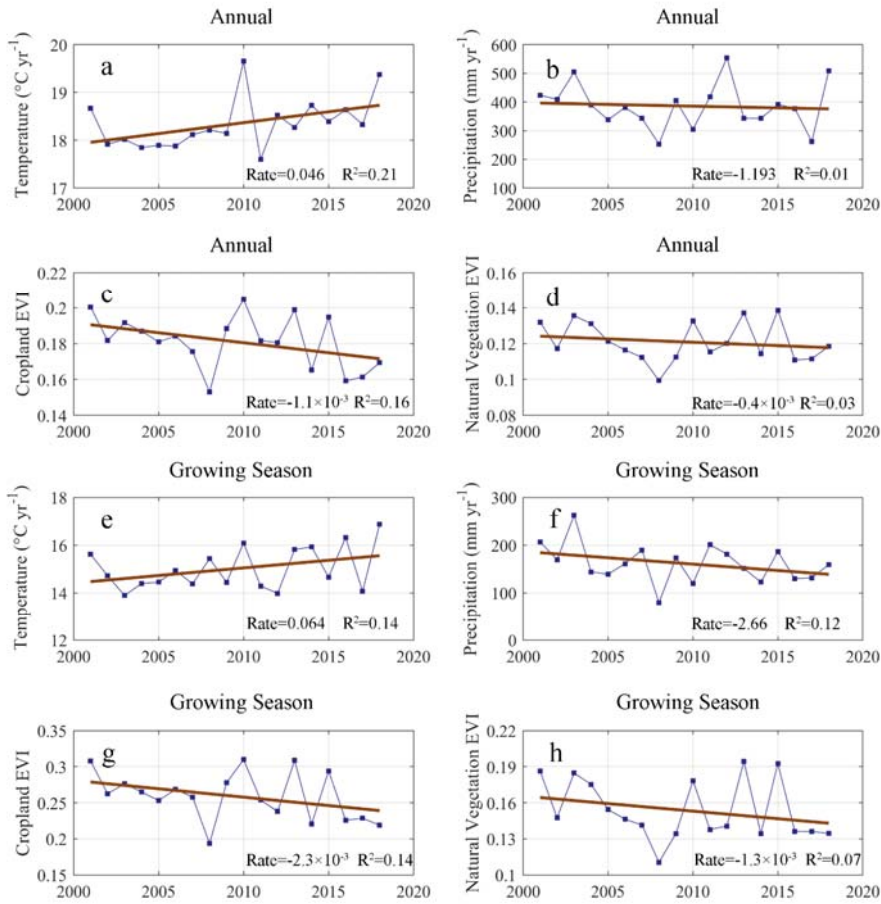 Annual
Temperature (°C yr⁻¹)
a
20
19
18
17
Rate=0.046 R²=0.21
2000 2005 2010 2015 2020
Annual
Precipitation (mm yr⁻¹)
b
600
500
400
300
200
100
Rate=-1.193 R²=0.01
2000 2005 2010 2015 2020
Annual
Cropland EVI
c
0.22
0.2
0.18
0.16
0.14
Rate=-1.1×10⁻³ R²=0.16
2000 2005 2010 2015 2020
Annual
Natural Vegetation EVI
d
0.16
0.14
0.12
0.1
0.08
Rate=-0.4×10⁻³ R²=0.03
2000 2005 2010 2015 2020
Growing Season
Temperature (°C yr⁻¹)
e
18
16
14
12
Rate=0.064 R²=0.14
2000 2005 2010 2015 2020
Growing Season
Precipitation (mm yr⁻¹)
f
300
200
100
0
Rate=-2.66 R²=0.12
2000 2005 2010 2015 2020
Growing Season
Cropland EVI
g
0.35
0.3
0.25
0.2
0.15
Rate=-2.3×10⁻³ R²=0.14
2000 2005 2010 2015 2020
Growing Season
Natural Vegetation EVI
h
0.22
0.19
0.16
0.13
0.1
Rate=-1.3×10⁻³ R²=0.07
2000 2005 2010 2015 2020